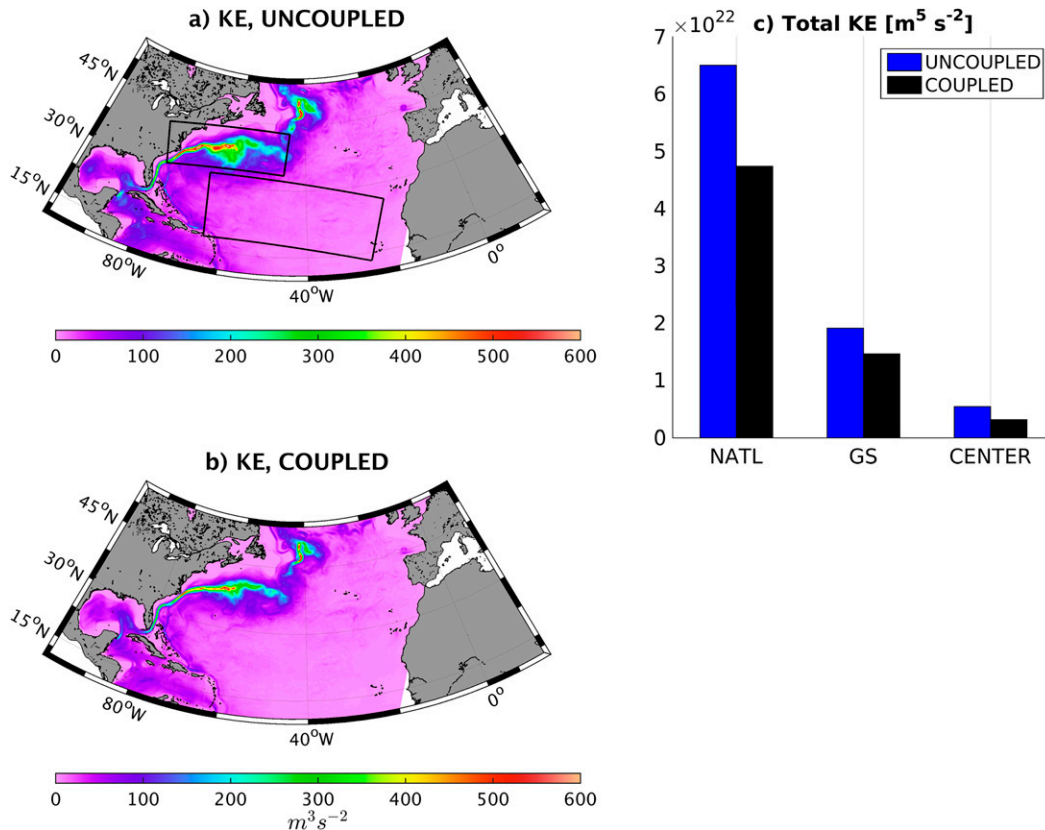 a) KE, UNCOUPLED
45°N
30°N
15°N
80°W
40°W
0°
0 100 200 300 400 500 600
b) KE, COUPLED
45°N
30°N
15°N
80°W
40°W
0°
0 100 200 300 400 500 600
m³s⁻²
×10²² c) Total KE [m⁵ s⁻²]
UNCOUPLED
COUPLED
7
6
5
4
3
2
1
0
NATL GS CENTER